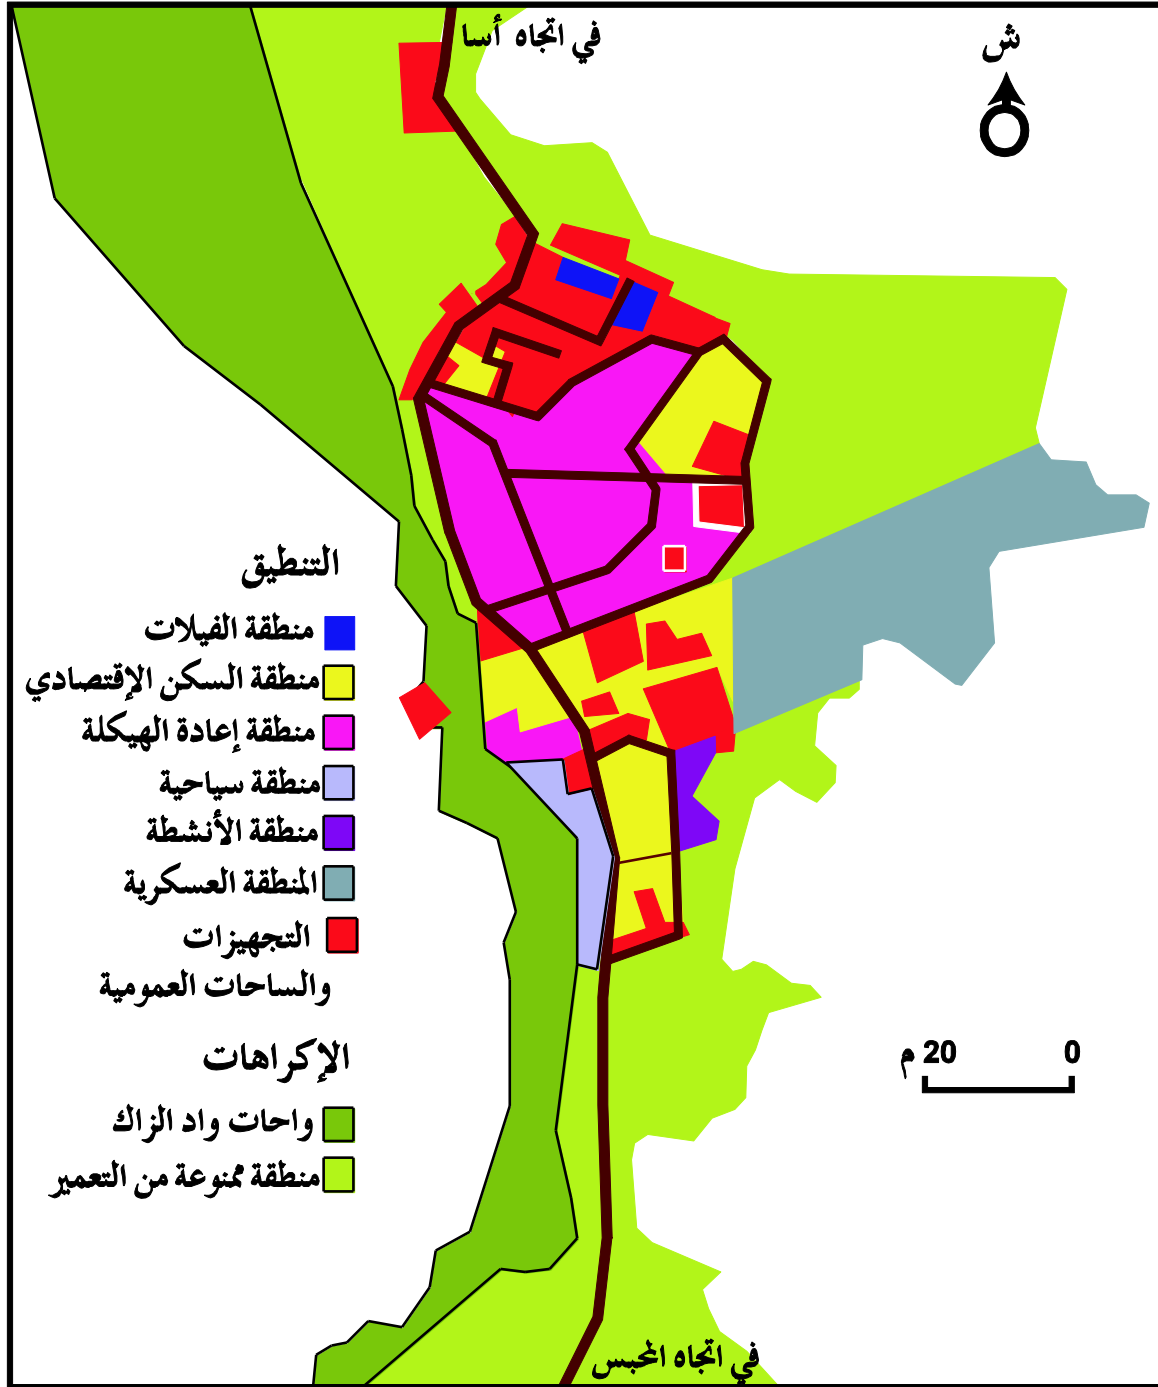 في اتجاه أسا
ش
التنطيق
منطقة الفيلات
منطقة السكن الإقتصادي
منطقة إعادة الهيكلة
منطقة سياحية
منطقة الأنشطة
المنطقة العسكرية
التجهيزات
والساحات العمومية
الإكراهات
واحات واد الزاك
منطقة ممنوعة من التعمير
0 20 م
في اتجاه المحبس